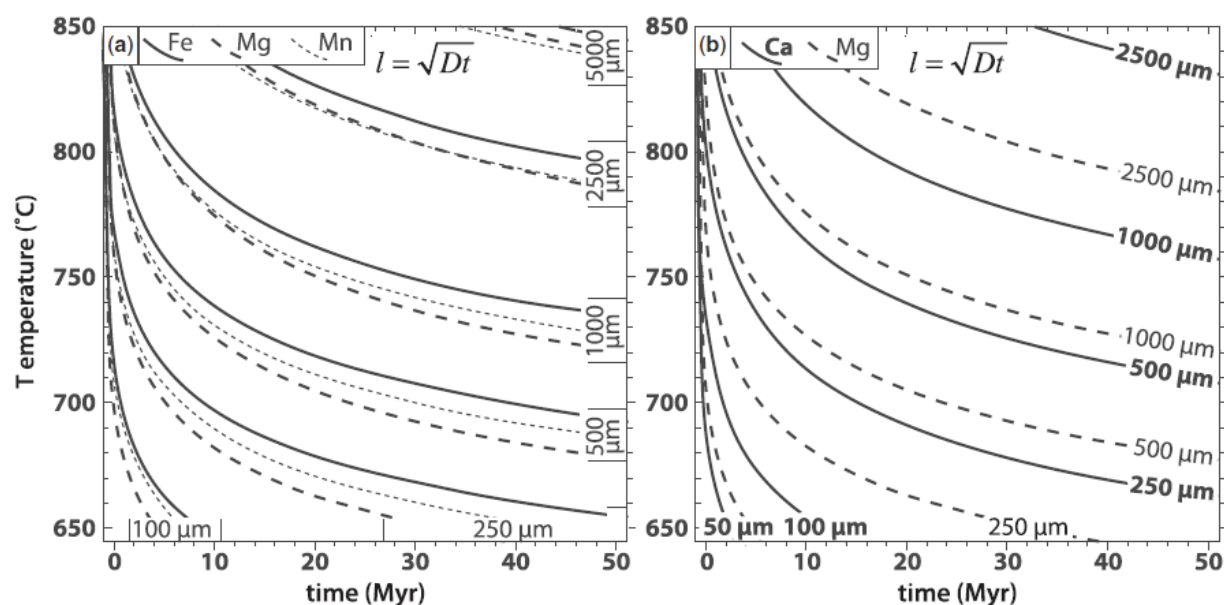 850
800
750
700
650
Temperature (˚C)
(a)
Fe
Mg
Mn
l = √Dt
5000 µm
2500 µm
1000 µm
500 µm
100 µm
250 µm
0 10 20 30 40 50
time (Myr)
850
800
750
700
650
(b)
Ca
Mg
l = √Dt
2500 µm
2500 µm
1000 µm
1000 µm
500 µm
500 µm
250 µm
50 µm 100 µm
250 µm
0 10 20 30 40 50
time (Myr)